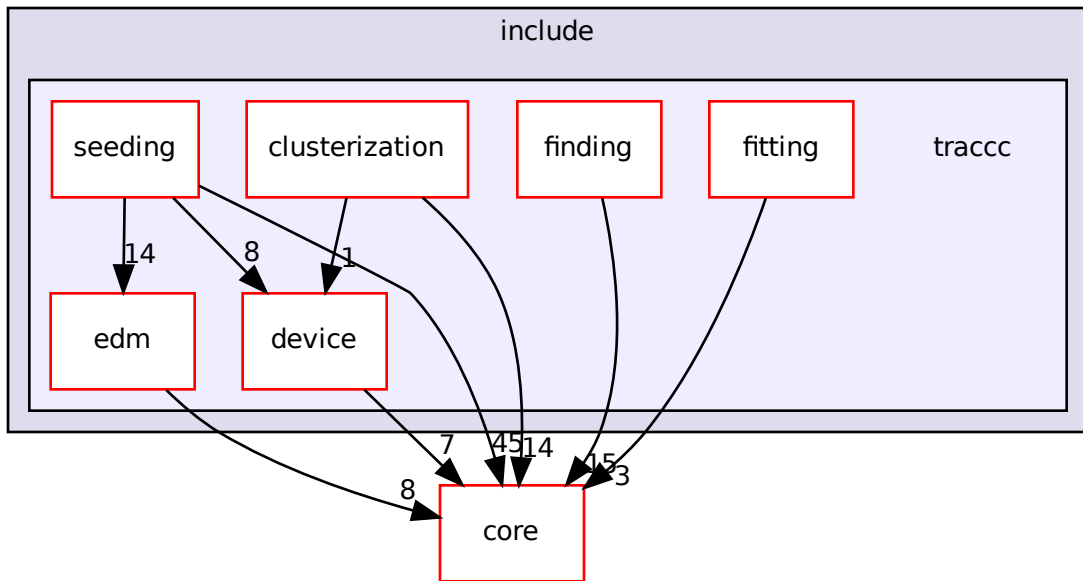 include
seeding
clusterization
finding
fitting
traccc
14
8
1
edm
device
8
7
45
14
15
3
core